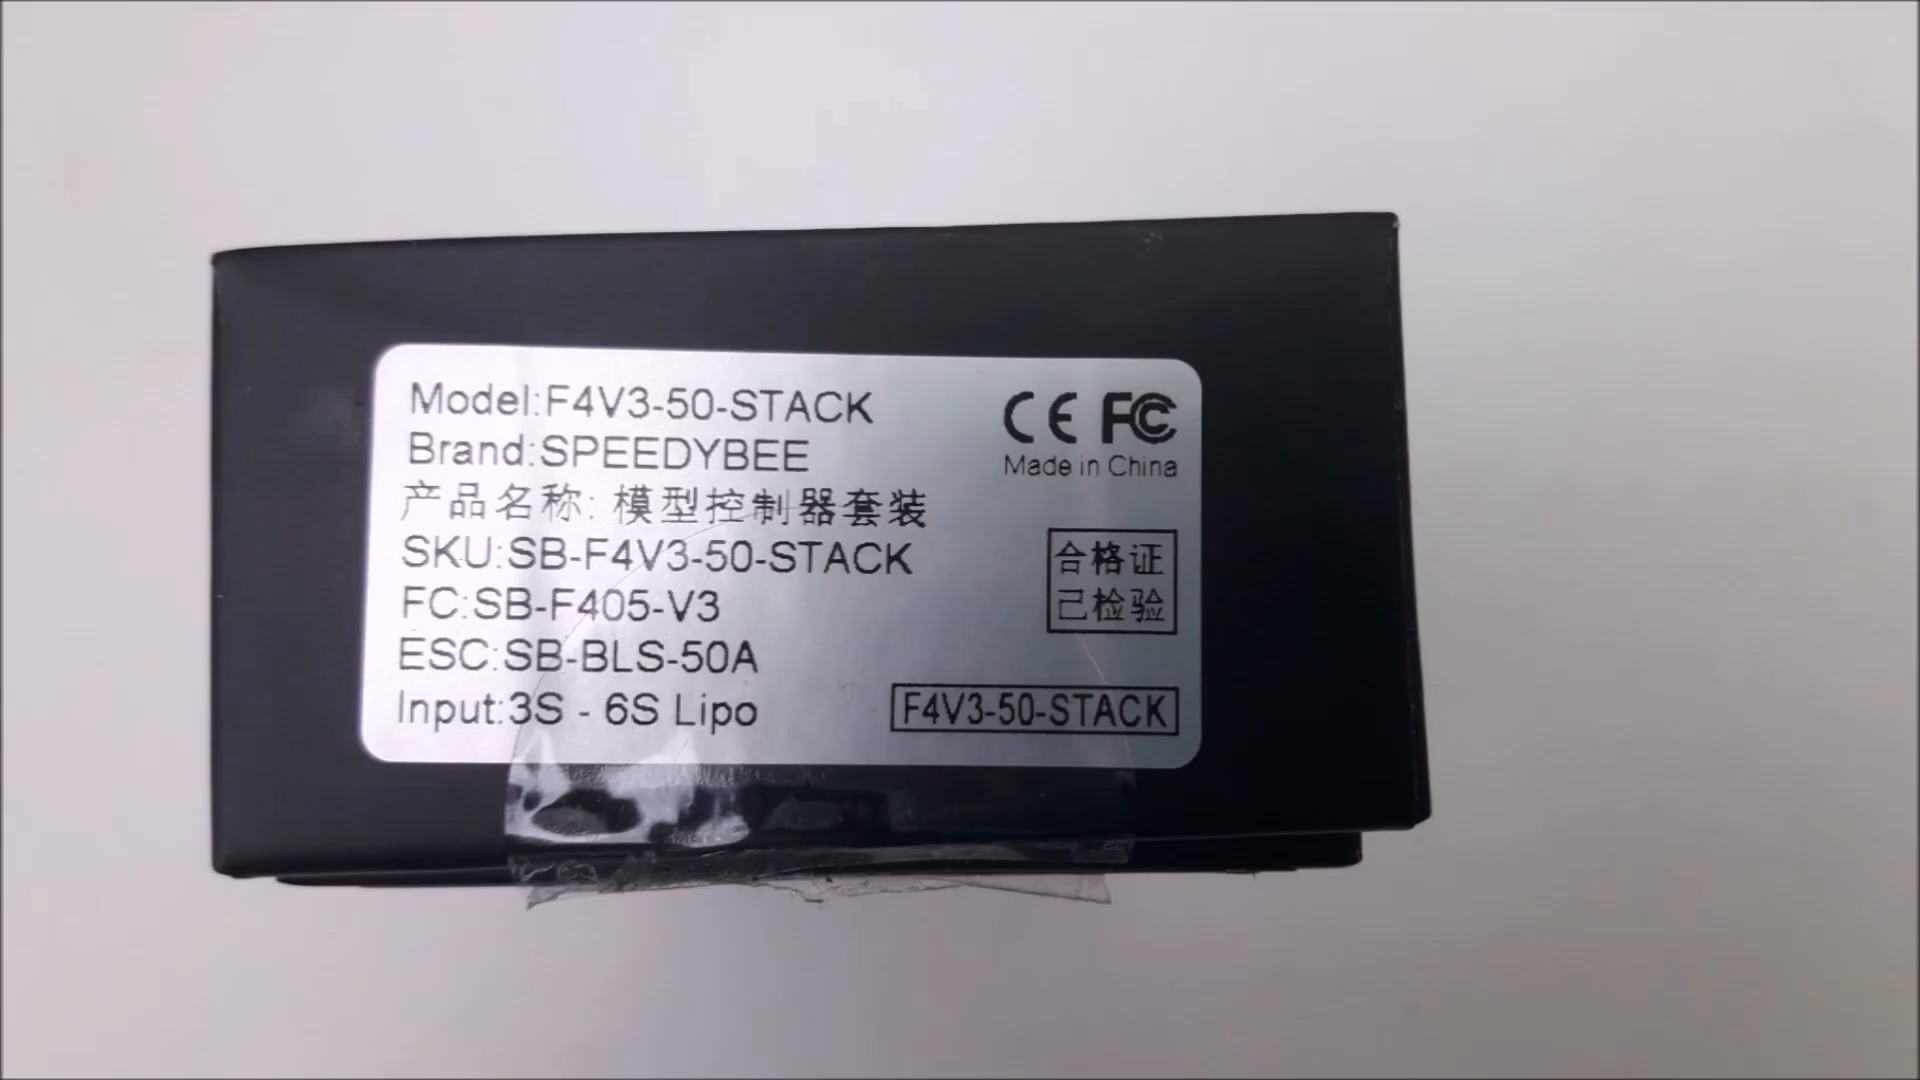 Model:F4V3-50-STACK
Brand:SPEEDYBEE
产品名称: 模型控制器套装
SKU:SB-F4V3-50-STACK
FC:SB-F405-V3
ESC:SB-BLS-50A
Input:3S - 6S Lipo
CE FC
Made in China
合格证
己检验
F4V3-50-STACK